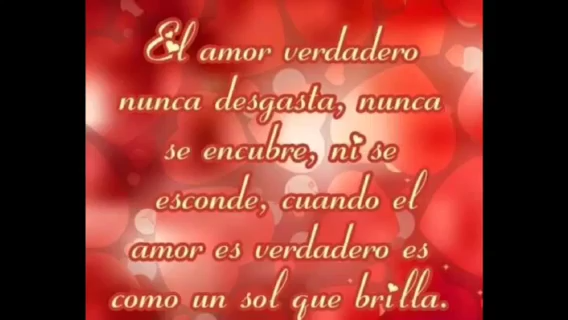 El amor verdadero
nunca desgasta, nunca
se encubre, ni se
esconde, cuando el
amor es verdadero es
como un sol que brilla.